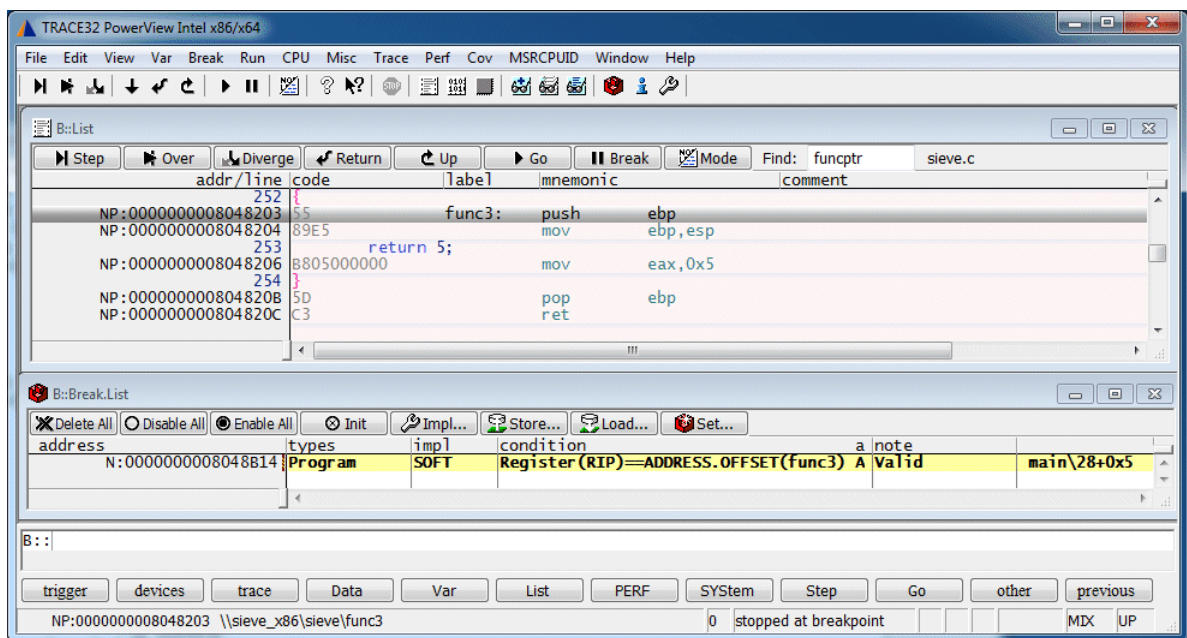 TRACE32 PowerView Intel x86/x64
File Edit View Var Break Run CPU Misc Trace Perf Cov MSRCPUID Window Help
B::List
Step Over Diverge Return Up Go Break Mode Find: funcptr sieve.c
addr/line code label mnemonic comment
252 {
NP:0000000008048203 55 func3: push ebp
NP:0000000008048204 89E5 mov ebp,esp
253 return 5;
NP:0000000008048206 B805000000 mov eax,0x5
254 }
NP:000000000804820B 5D pop ebp
NP:000000000804820C C3 ret
B::Break.List
Delete All Disable All Enable All Init Impl... Store... Load... Set...
address types impl condition a note
N:0000000008048B14 Program SOFT Register(RIP)==ADDRESS.OFFSET(func3) A Valid main\28+0x5
B::
trigger devices trace Data Var List PERF SYStem Step Go other previous
NP:0000000008048203 \\sieve_x86\sieve\func3 0 stopped at breakpoint MIX UP